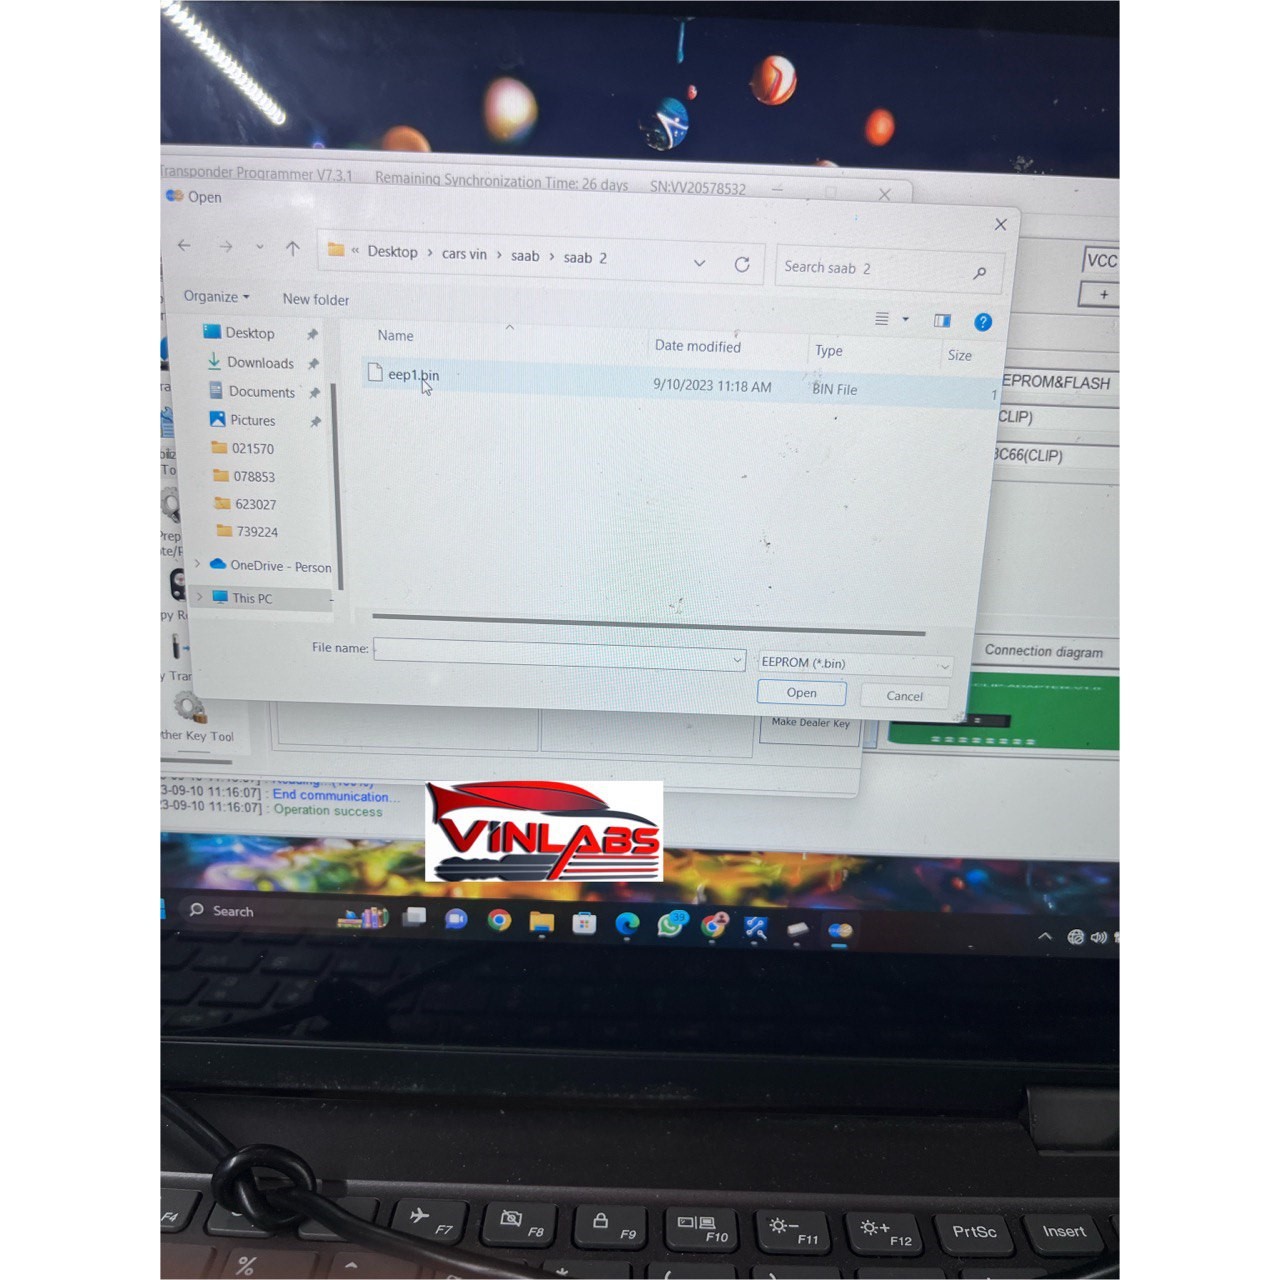 Transponder Programmer V7.3.1 Remaining Synchronization Time: 26 days SN:VV20578532
Open
« Desktop > cars vin > saab > saab 2
Search saab 2
VCC
+
Organize
New folder
Name
Date modified
Type
Size
eep1.bin
9/10/2023 11:18 AM
BIN File
1
Desktop
Downloads
Documents
Pictures
021570
078853
623027
739224
OneDrive - Person
This PC
EPROM&FLASH
CLIP)
3C66(CLIP)
File name:
EEPROM (*.bin)
Open
Cancel
Connection diagram
Make Dealer Key
ther Key Tool
3-09-10 11:16:07] : End communication...
3-09-10 11:16:07] : Operation success
VINLABS
Search
39
F4
F7
F8
F9
F10
F11
F12
PrtSc
Insert
%